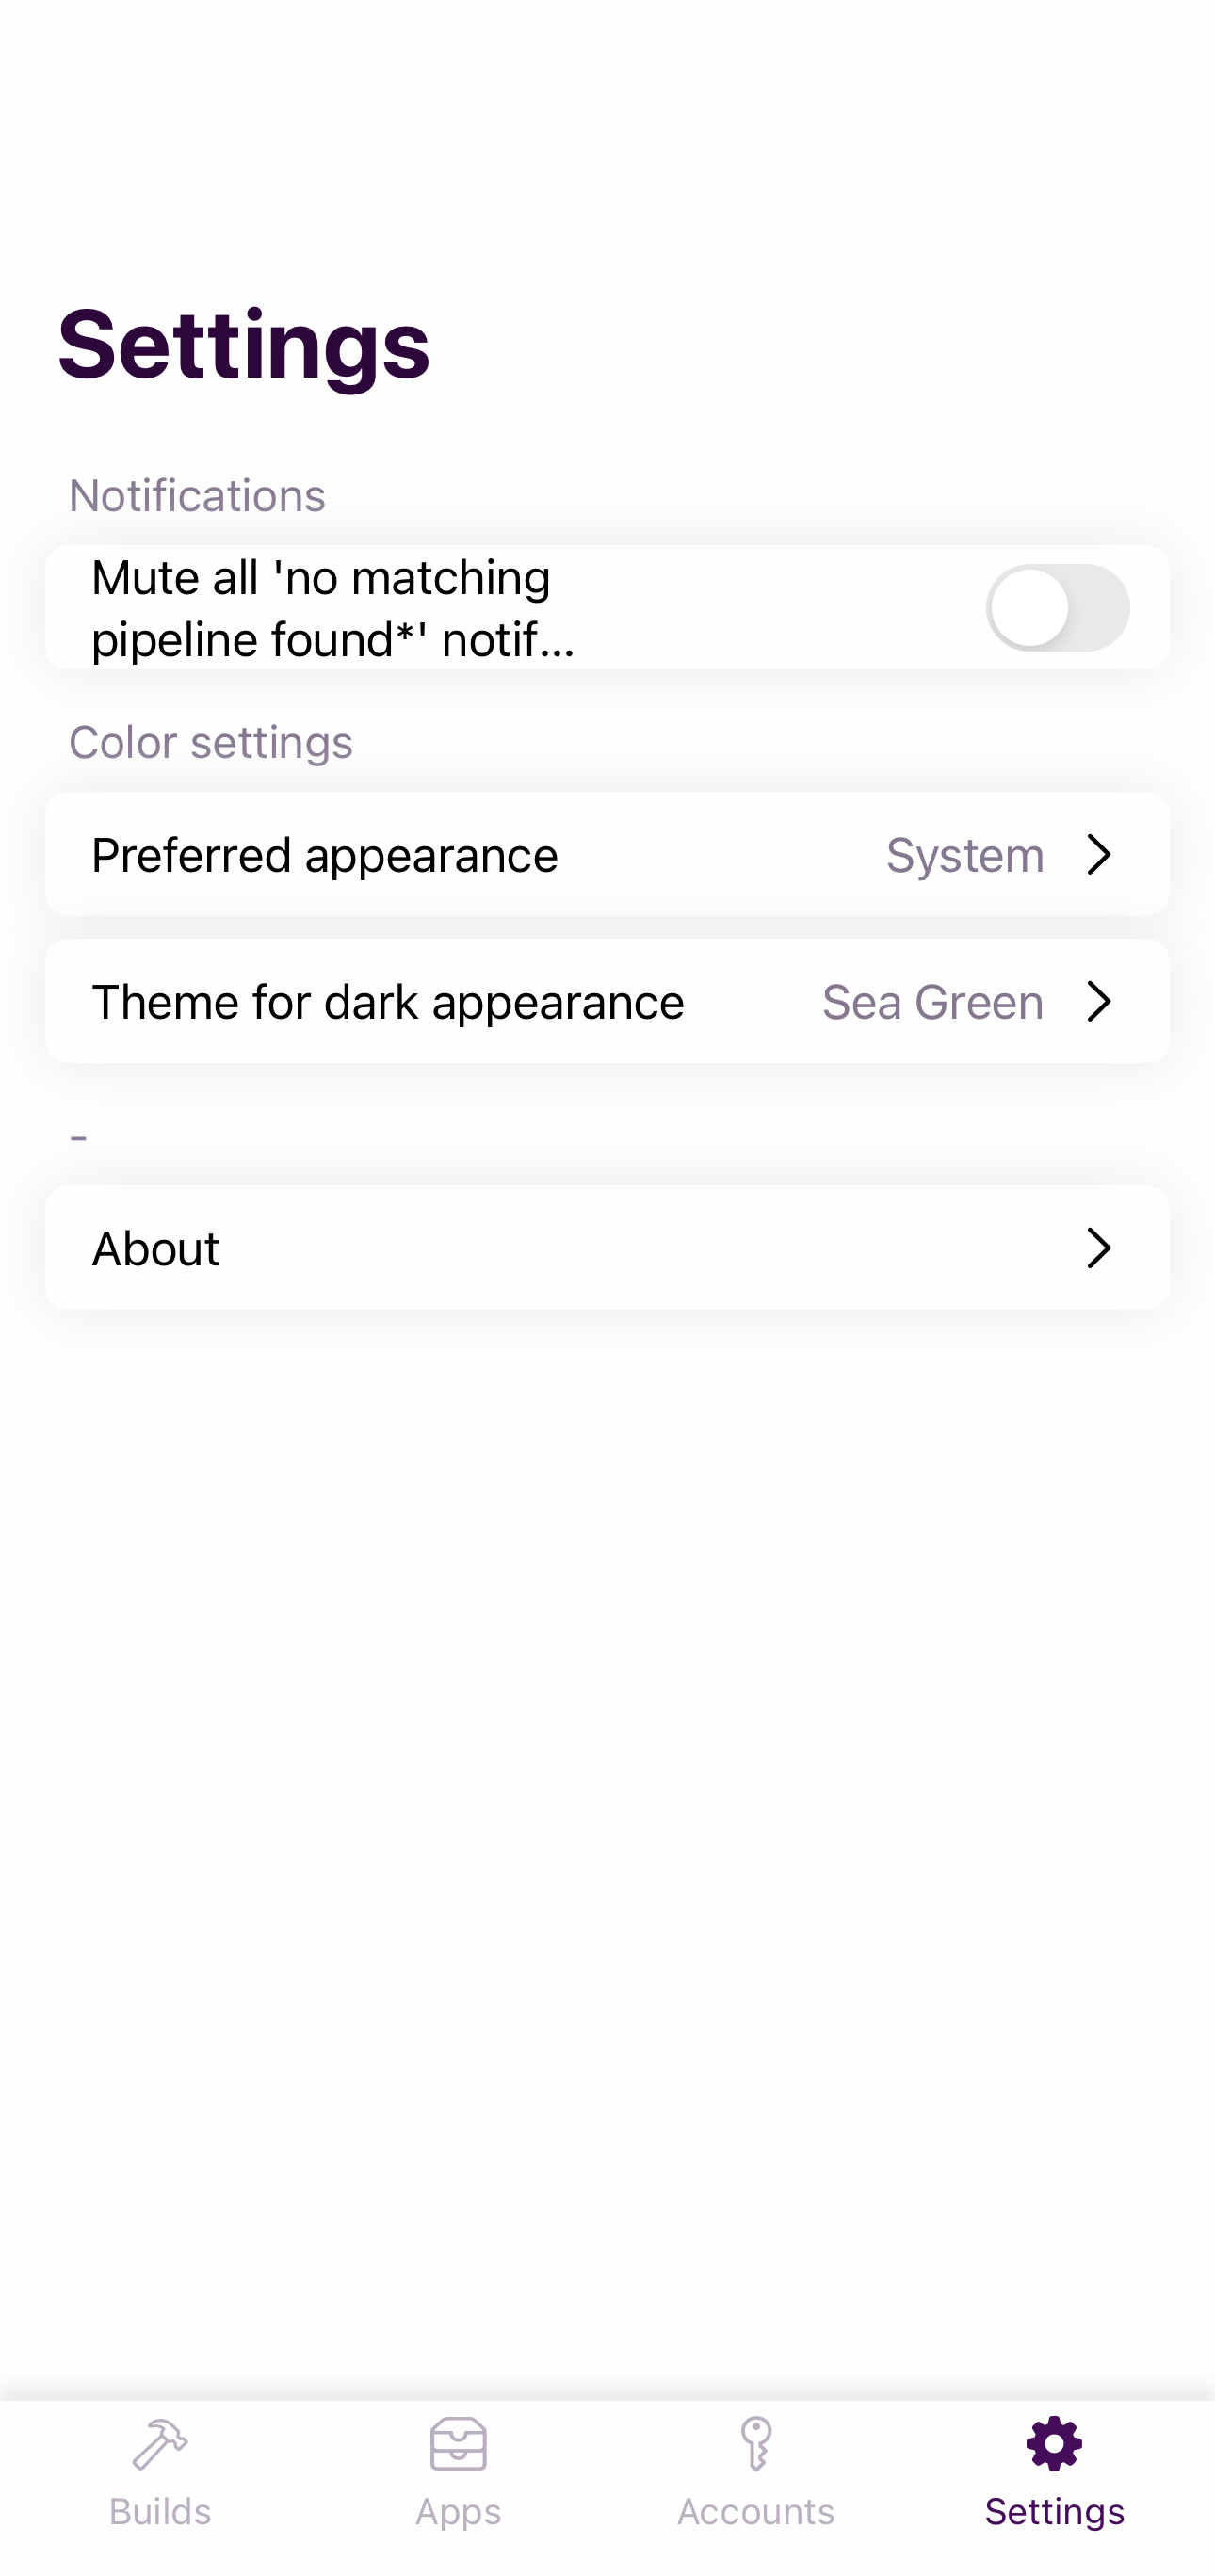 Settings
Notifications
Mute all 'no matching
pipeline found*' notif...
Color settings
Preferred appearance System
Theme for dark appearance Sea Green
-
About
Builds Apps Accounts Settings